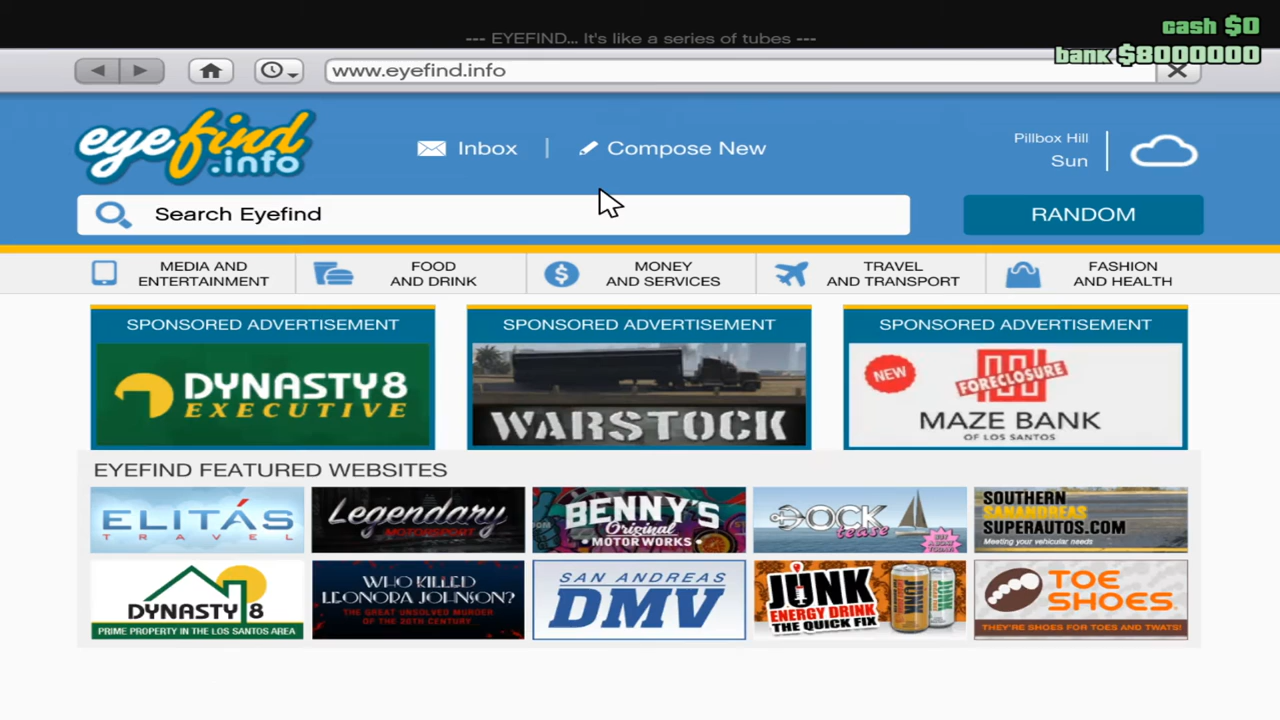 cash $0
--- EYEFIND... It's like a series of tubes ---
bank $8000000
www.eyefind.info
eyefind
.info
Inbox
Compose New
Pillbox Hill
Sun
Search Eyefind
RANDOM
MEDIA AND
ENTERTAINMENT
FOOD
AND DRINK
MONEY
AND SERVICES
TRAVEL
AND TRANSPORT
FASHION
AND HEALTH
SPONSORED ADVERTISEMENT
DYNASTY8
EXECUTIVE
SPONSORED ADVERTISEMENT
WARSTOCK
SPONSORED ADVERTISEMENT
NEW
FORECLOSURE
MAZE BANK
OF LOS SANTOS
EYEFIND FEATURED WEBSITES
ELITÁS
TRAVEL
Legendary
MOTORSPORT
BENNY'S
Original
MOTORWORKS
DOCK
tease
SOUTHERN
SANANDREAS
SUPERAUTOS.COM
Meeting your vehicular needs
DYNASTY 8
PRIME PROPERTY IN THE LOS SANTOS AREA
WHO KILLED
LEONORA JOHNSON?
THE GREAT UNSOLVED MURDER
OF THE 20TH CENTURY
SAN ANDREAS
DMV
JUNK
ENERGY DRINK
THE QUICK FIX
TOE
SHOES
THEY'RE SHOES FOR TOES AND TWATS!